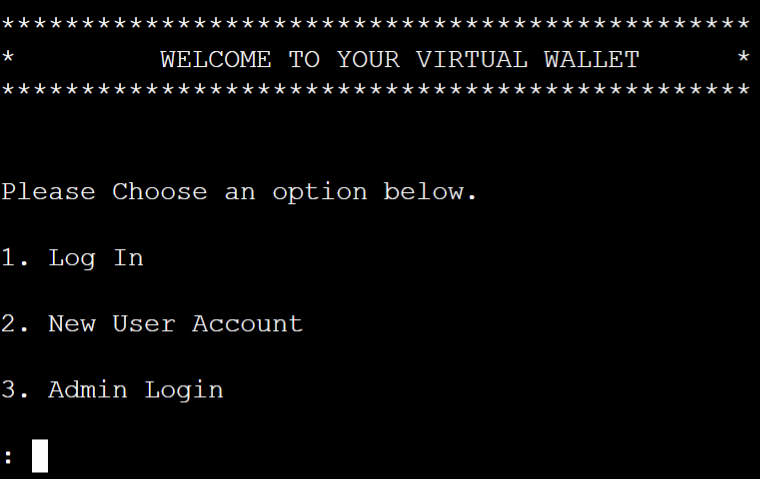 ***********************************************
*         WELCOME TO YOUR VIRTUAL WALLET      *
***********************************************
Please Choose an option below.
1. Log In
2. New User Account
3. Admin Login
: